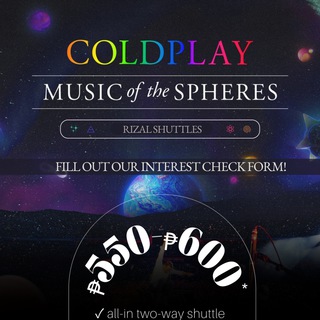 COLDPLAY
MUSIC of the SPHERES
RIZAL SHUTTLES
FILL OUT OUR INTEREST CHECK FORM!
₱550-₱600*
✓ all-in two-way shuttle